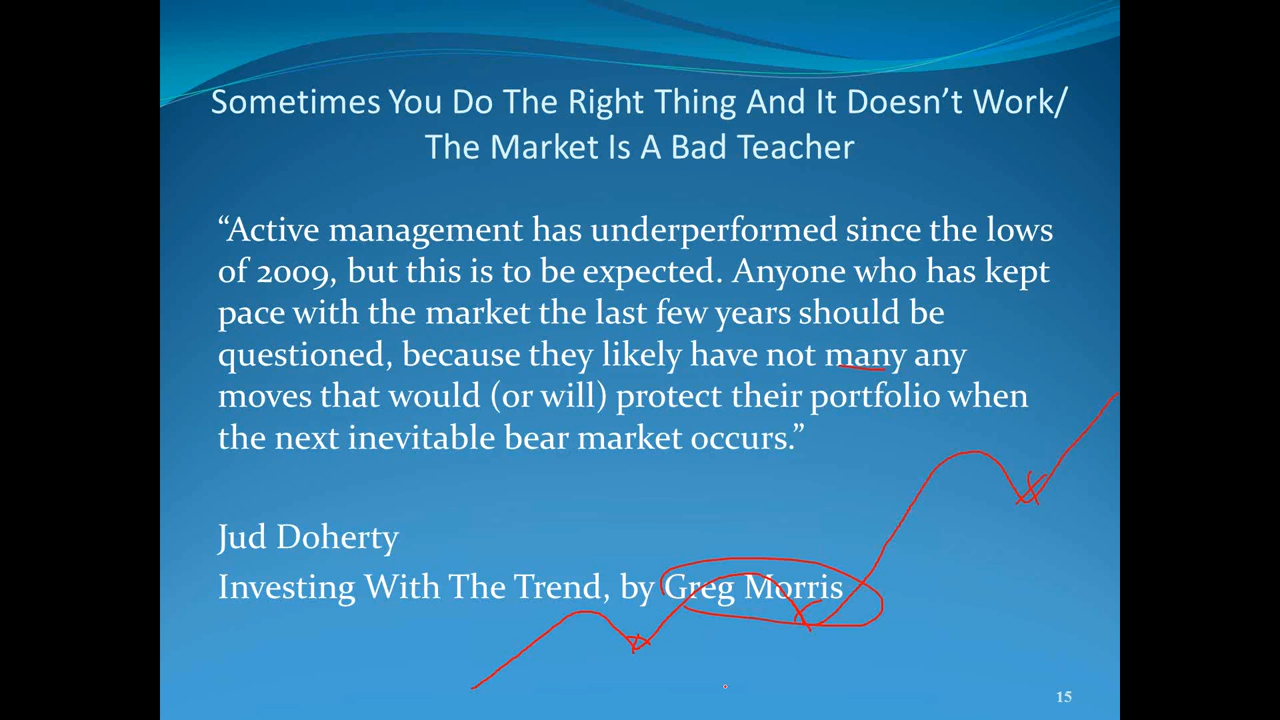 Sometimes You Do The Right Thing And It Doesn’t Work/
The Market Is A Bad Teacher
“Active management has underperformed since the lows
of 2009, but this is to be expected. Anyone who has kept
pace with the market the last few years should be
questioned, because they likely have not many any
moves that would (or will) protect their portfolio when
the next inevitable bear market occurs.”
Jud Doherty
Investing With The Trend, by Greg Morris
15